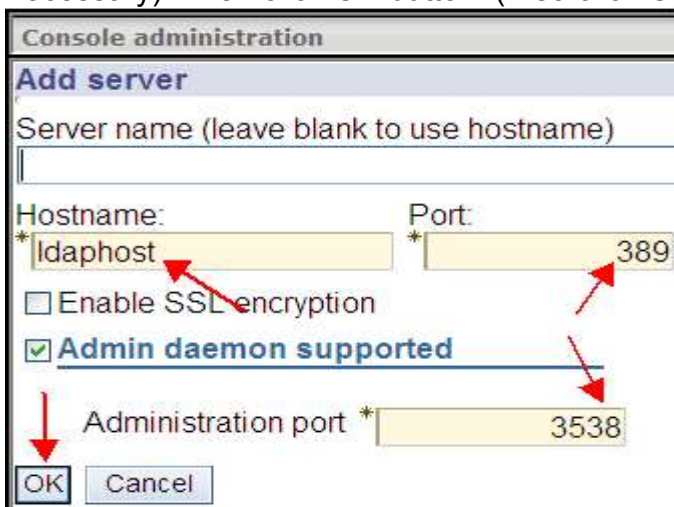 Console administration
Add server
Server name (leave blank to use hostname)
Hostname: Port:
*ldaphost *389
Enable SSL encryption
Admin daemon supported
Administration port *3538
OK Cancel